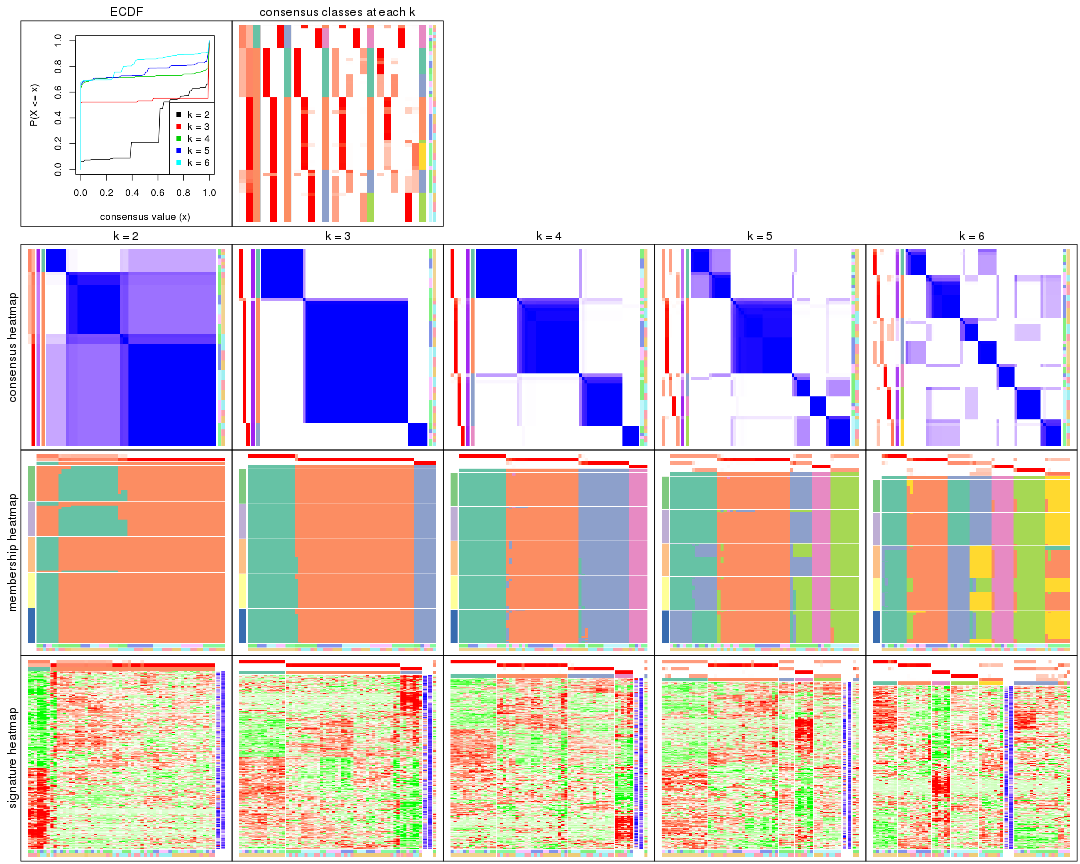 ECDF
consensus classes at each k
P(X <= x)
0.0 0.2 0.4 0.6 0.8 1.0
k = 2
k = 3
k = 4
k = 5
k = 6
0.0 0.2 0.4 0.6 0.8 1.0
consensus value (x)
k = 2
k = 3
k = 4
k = 5
k = 6
consensus heatmap
membership heatmap
signature heatmap